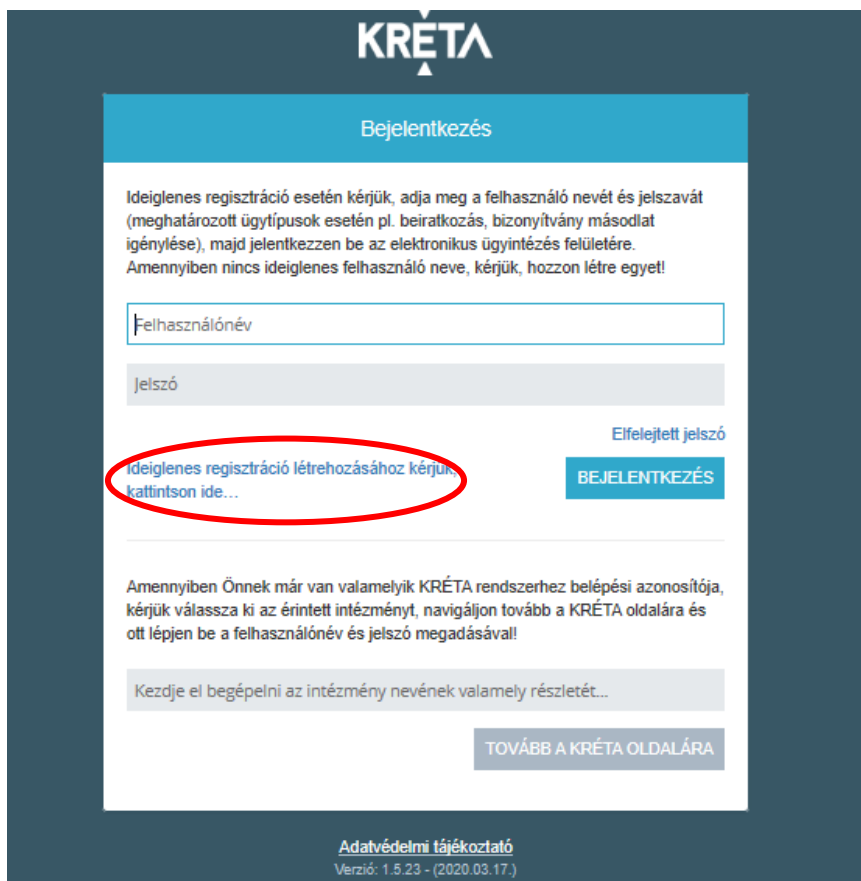 KRÉTA
Bejelentkezés
Ideiglenes regisztráció esetén kérjük, adja meg a felhasználó nevét és jelszavát
(meghatározott ügytípusok esetén pl. beiratkozás, bizonyítvány másodlat
igénylése), majd jelentkezzen be az elektronikus ügyintézés felületére.
Amennyiben nincs ideiglenes felhasználó neve, kérjük, hozzon létre egyet!
Felhasználónév
Jelszó
Elfelejtett jelszó
Ideiglenes regisztráció létrehozásához kérjük,
kattintson ide...
BEJELENTKEZÉS
Amennyiben Önnek már van valamelyik KRÉTA rendszerhez belépési azonosítója,
kérjük válassza ki az érintett intézményt, navigáljon tovább a KRÉTA oldalára és
ott lépjen be a felhasználónév és jelszó megadásával!
Kezdje el begépelni az intézmény nevének valamely részletét...
TOVÁBB A KRÉTA OLDALÁRA
Adatvédelmi tájékoztató
Verzió: 1.5.23 - (2020.03.17.)